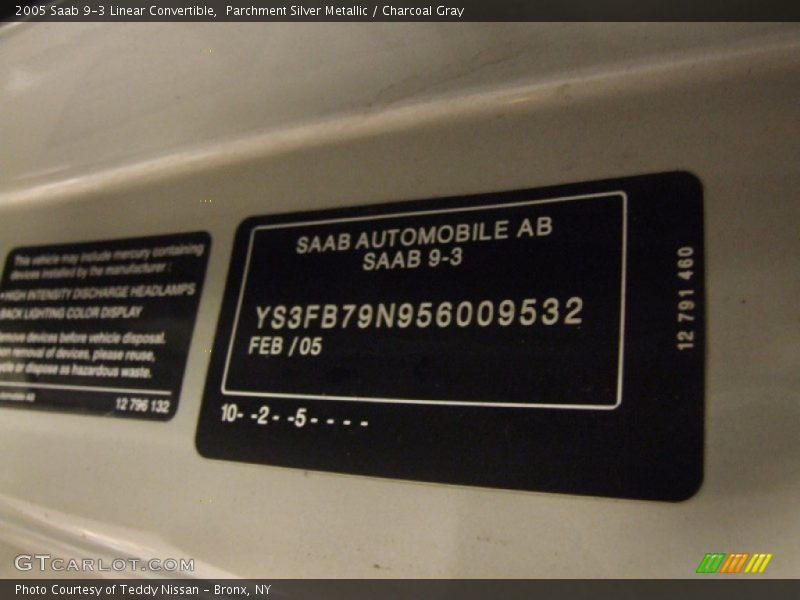 2005 Saab 9-3 Linear Convertible,  Parchment Silver Metallic / Charcoal Gray
This vehicle may include mercury containing
devices installed by the manufacturer :
HIGH INTENSITY DISCHARGE HEADLAMPS
BACK LIGHTING COLOR DISPLAY
devices before vehicle disposal.
removal of devices, please reuse,
or dispose as hazardous waste.
12 796 132
SAAB AUTOMOBILE AB
SAAB 9-3
YS3FB79N956009532
FEB /05
10- -2- -5- - - - -
12 791 460
GTCARLOT.COM
Photo Courtesy of Teddy Nissan - Bronx, NY